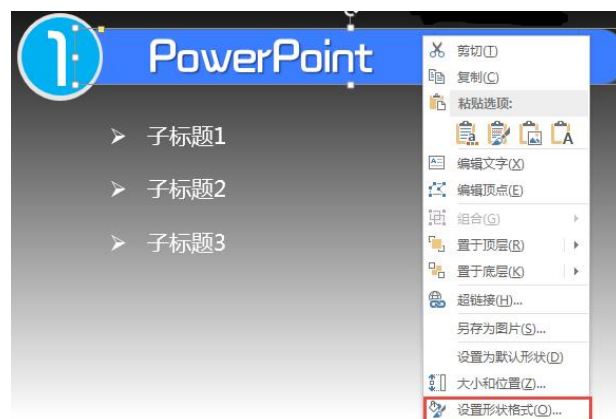 1 PowerPoint
子标题1
子标题2
子标题3
剪切(T)
复制(C)
粘贴选项:
编辑文字(X)
编辑顶点(E)
组合(G)
置于顶层(R)
置于底层(K)
超链接(H)...
另存为图片(S)...
设置为默认形状(D)
大小和位置(Z)...
设置形状格式(O)...